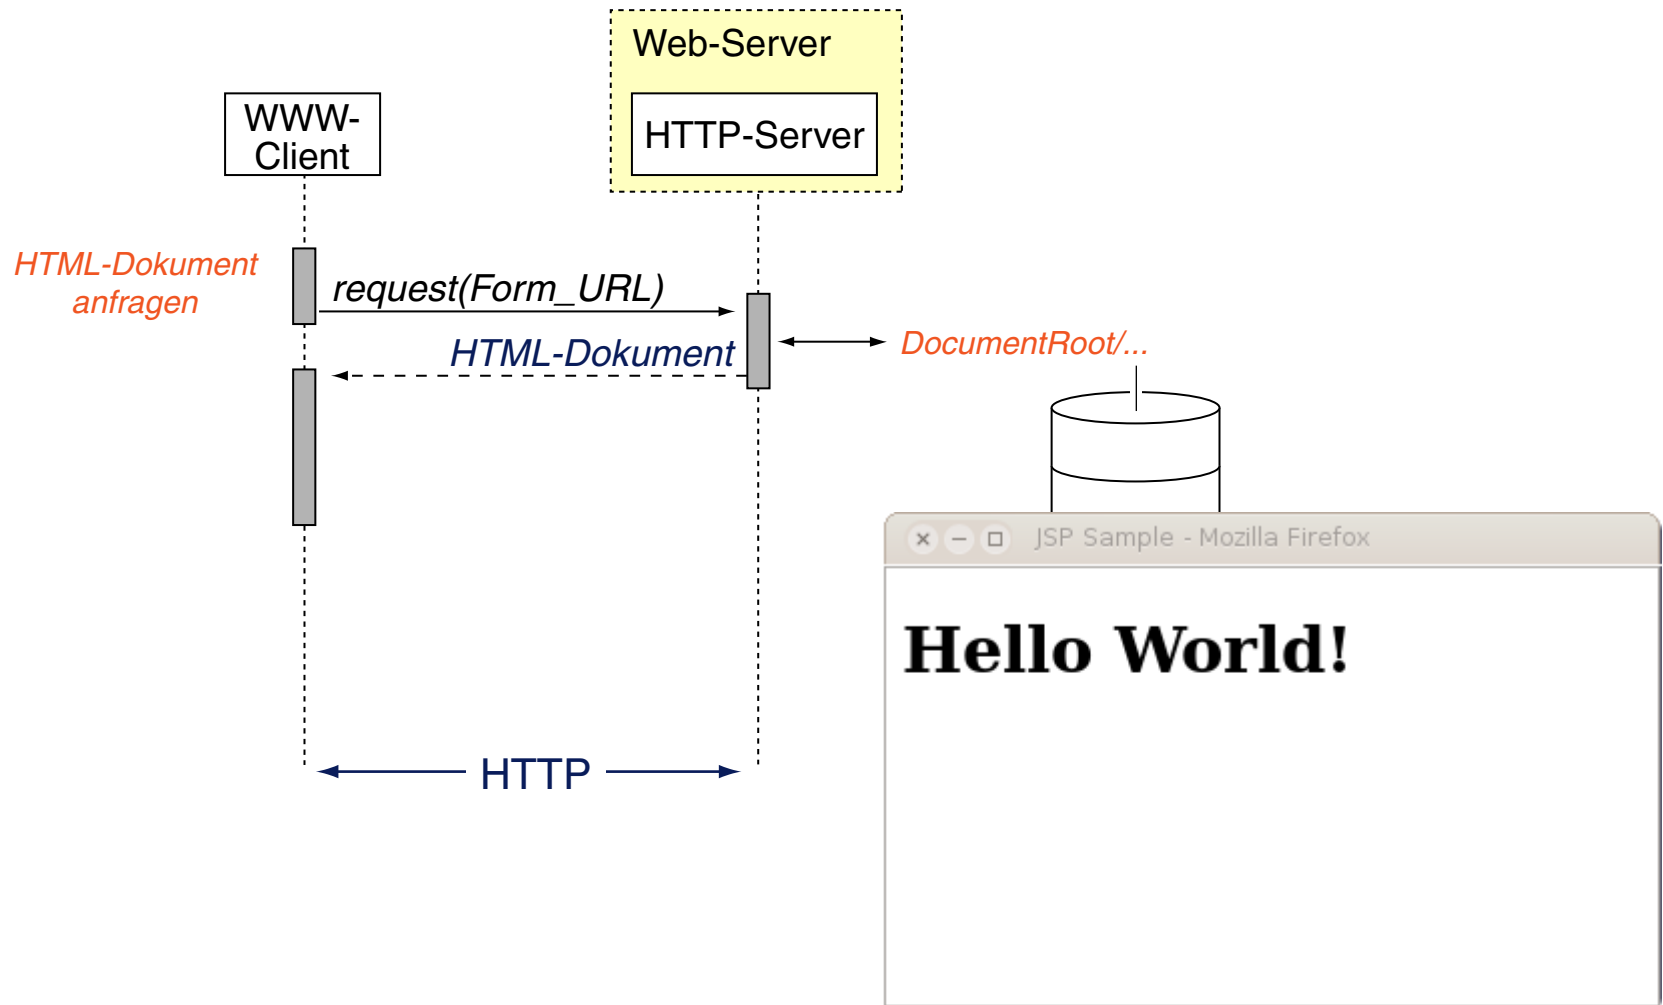 Web-Server
WWW-
Client
HTTP-Server
HTML-Dokument
anfragen
request(Form_URL)
HTML-Dokument
DocumentRoot/...
JSP Sample - Mozilla Firefox
Hello World!
HTTP